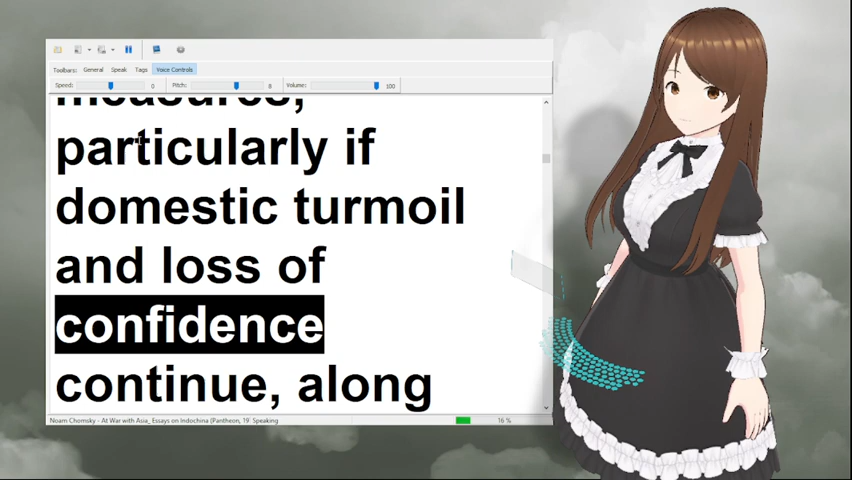 Toolbars: General Speak Tags Voice Controls
Speed: 0 Pitch: 8 Volume: 100
measures,
particularly if
domestic turmoil
and loss of
confidence
continue, along
Noam Chomsky - At War with Asia_ Essays on Indochina (Pantheon, 19 Speaking 16 %